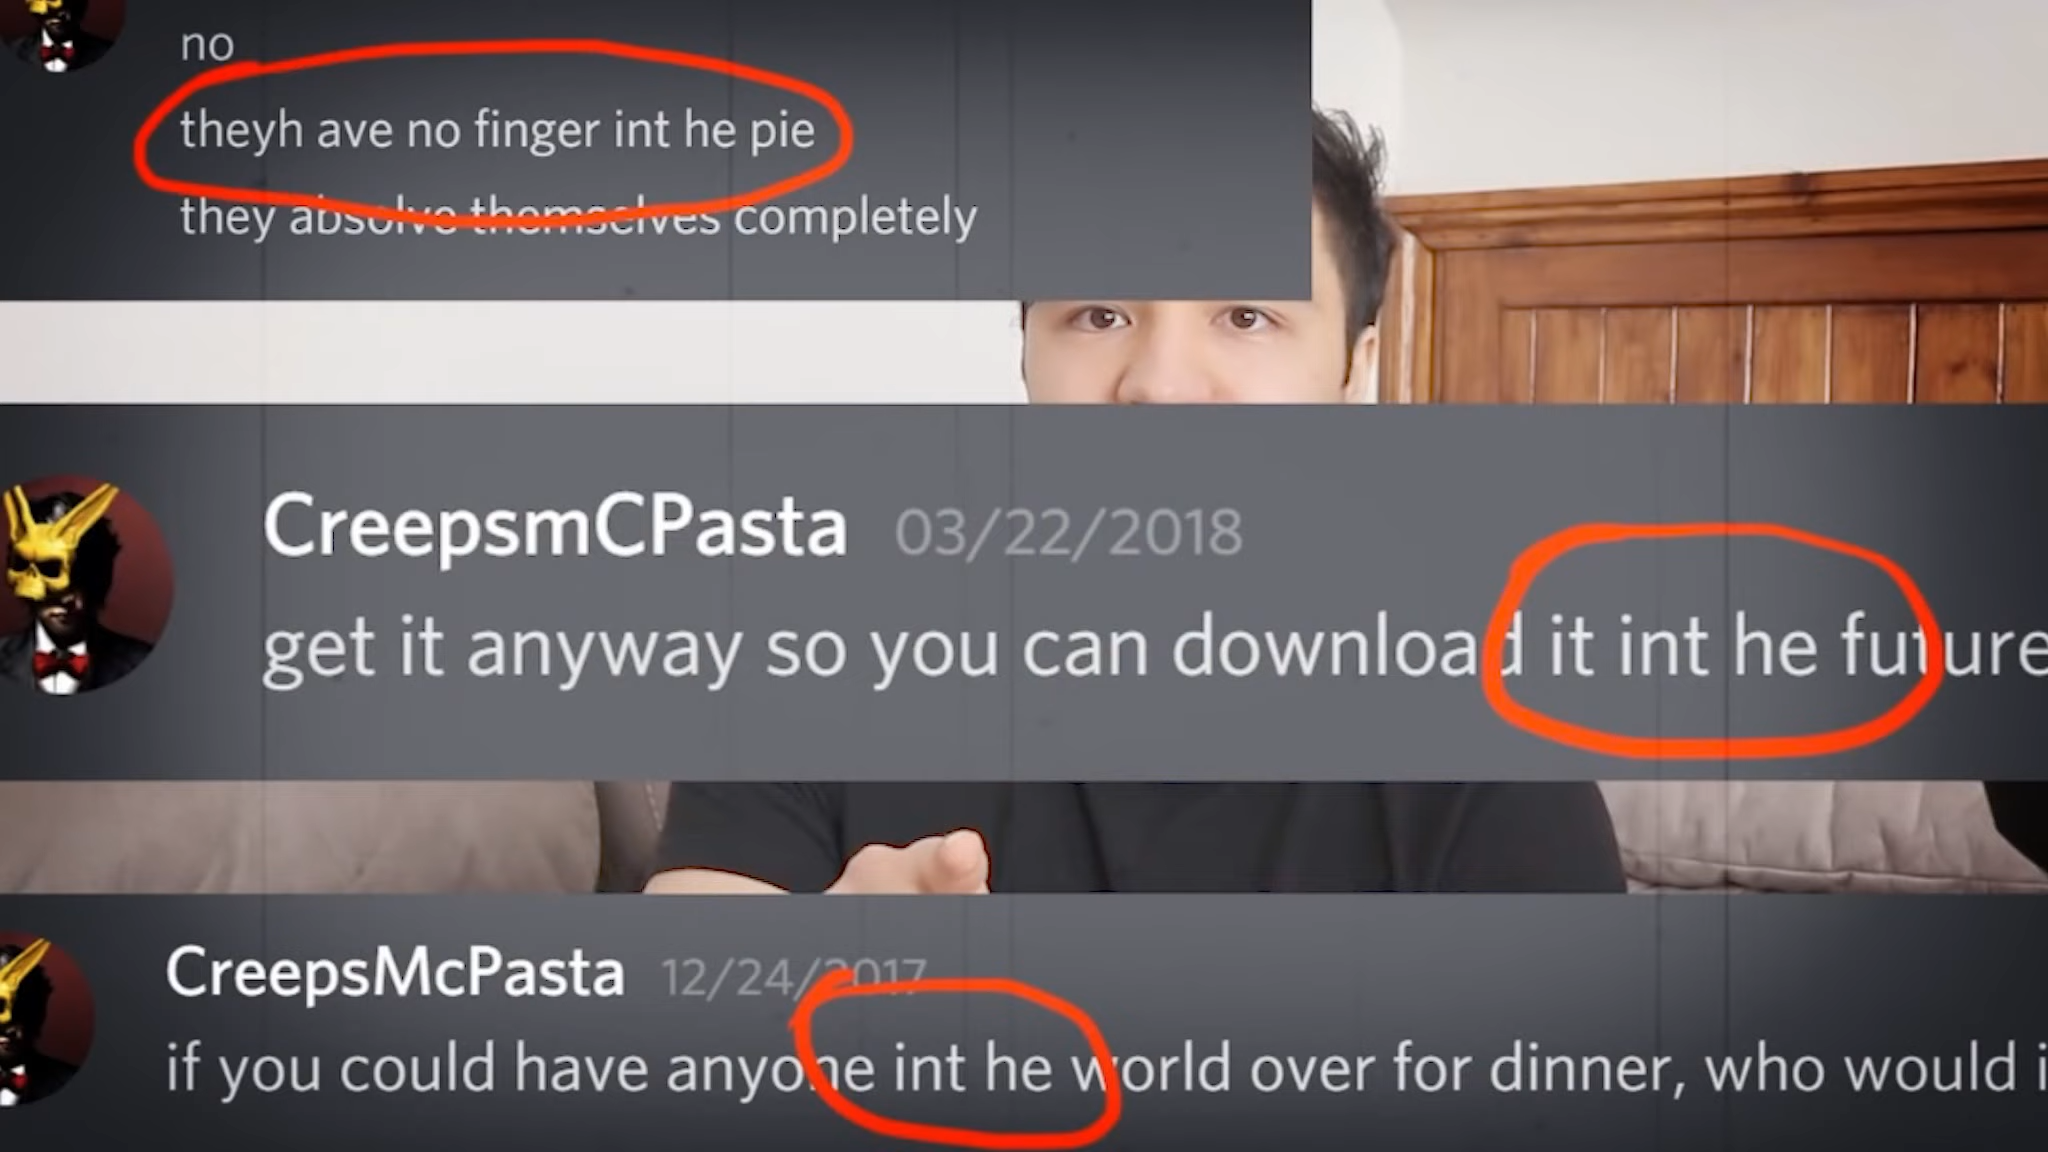 no
theyh ave no finger int he pie
they absolve themselves completely
CreepsmCPasta 03/22/2018
get it anyway so you can download it int he future
CreepsMcPasta 12/24/2017
if you could have anyone int he world over for dinner, who would i